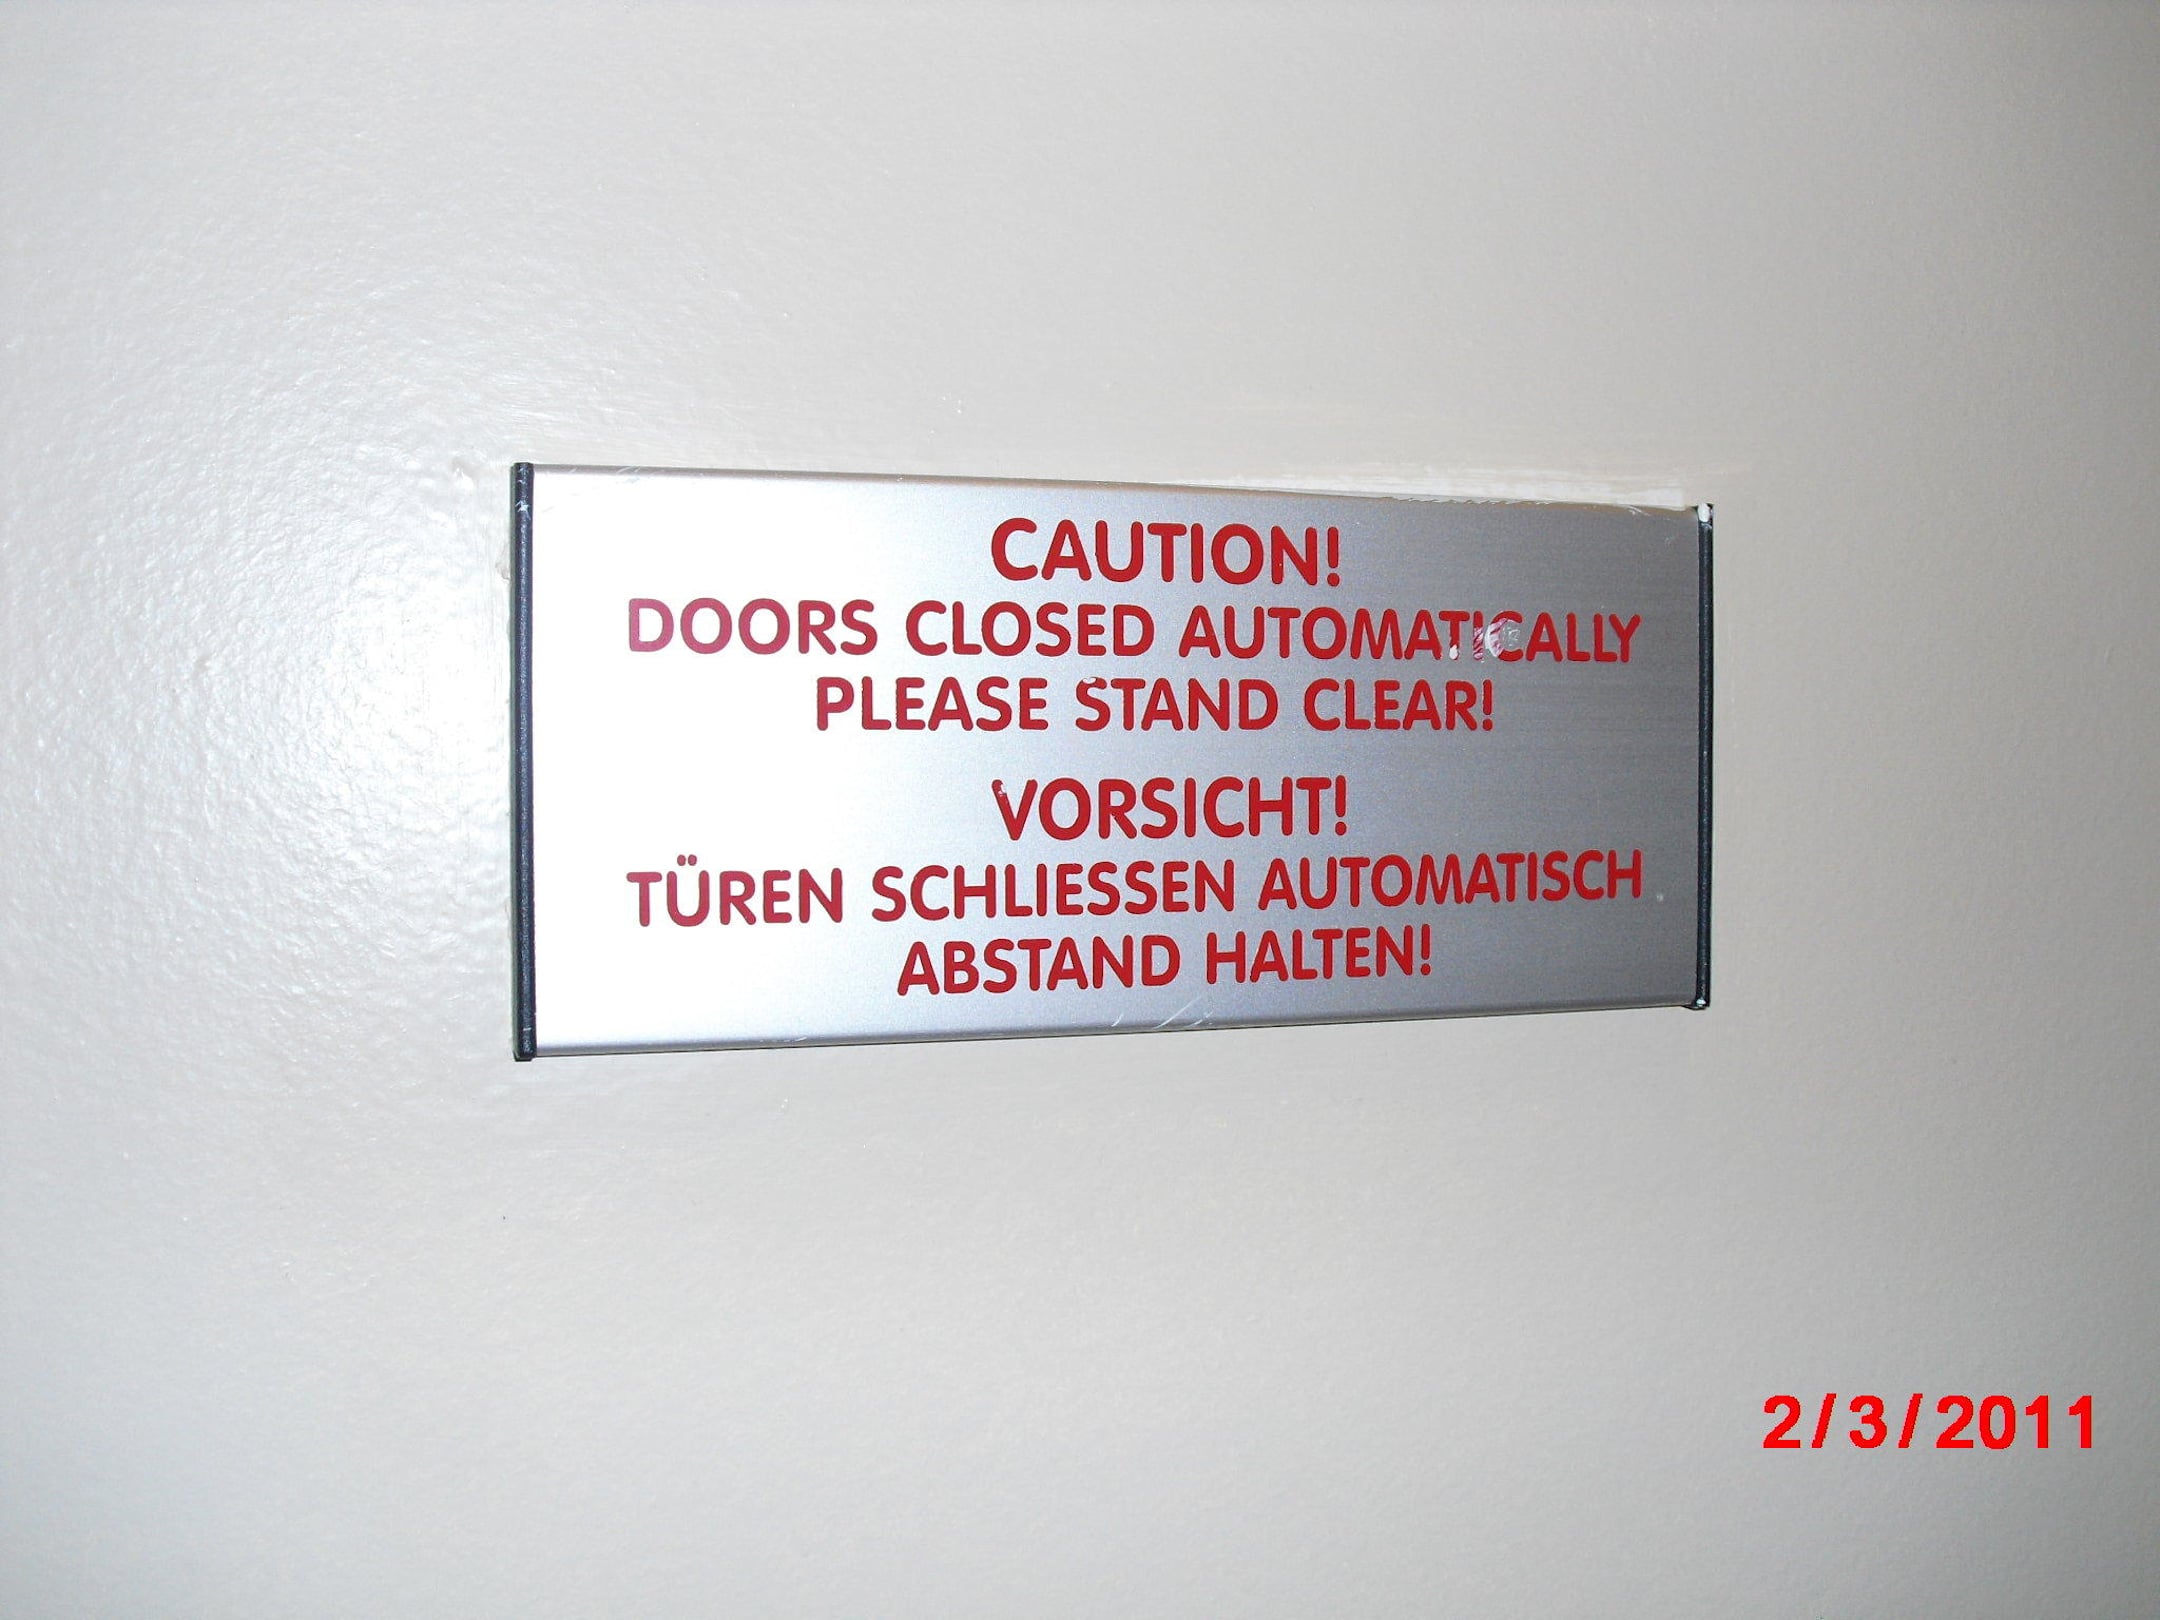 CAUTION!
DOORS CLOSED AUTOMATICALLY
PLEASE STAND CLEAR!
VORSICHT!
TÜREN SCHLIESSEN AUTOMATISCH
ABSTAND HALTEN!
2/3/2011